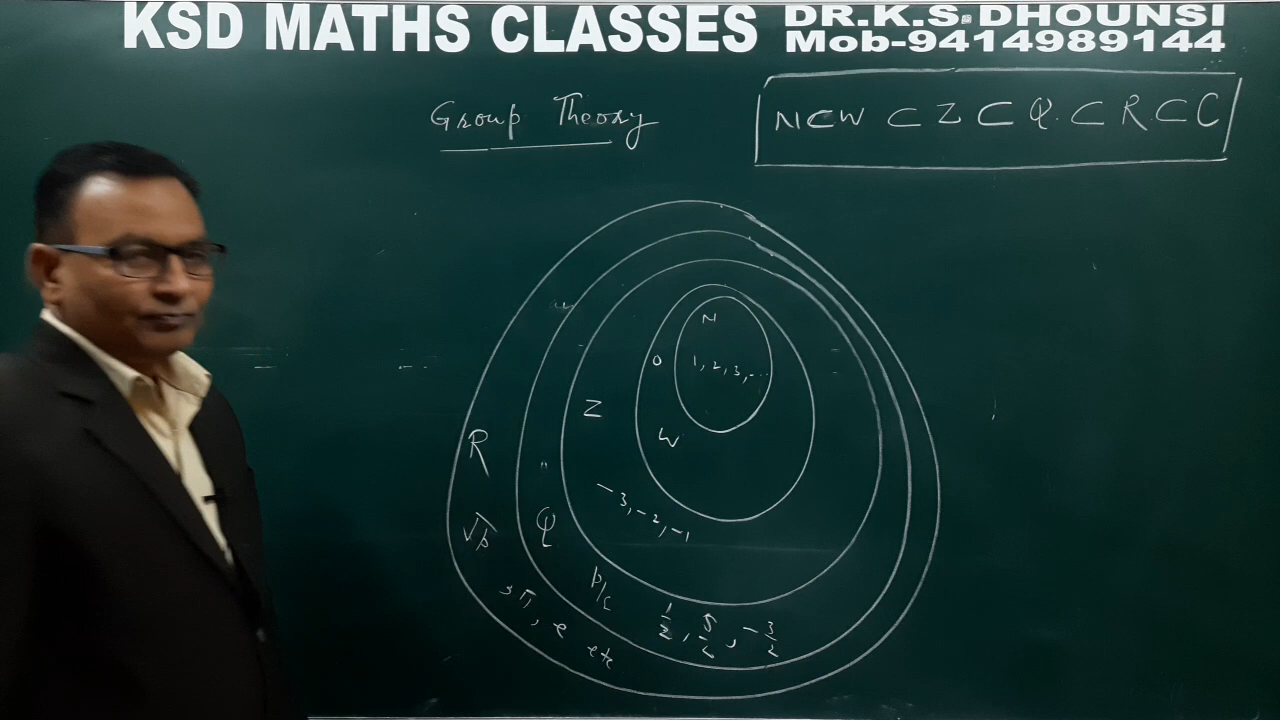 KSD MATHS CLASSES DR.K.S. DHOUNSI
Mob-9414989144
Group Theory
N ⊂ W ⊂ Z ⊂ Q ⊂ R ⊂ C
N
0
1, 2, 3, ...
Z
W
R
-3, -2, -1
Q
√p
p/
, π, e
1/2, 5/, -3/2
etc